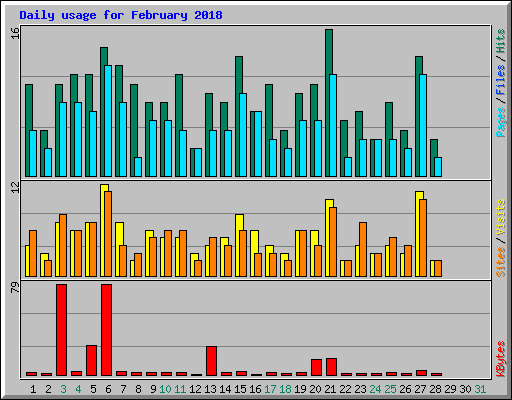 Daily usage for February 2018
16
Pages / Files / Hits
12
Sites / Visits
79
KBytes
1 2 3 4 5 6 7 8 9 10 11 12 13 14 15 16 17 18 19 20 21 22 23 24 25 26 27 28 29 30 31